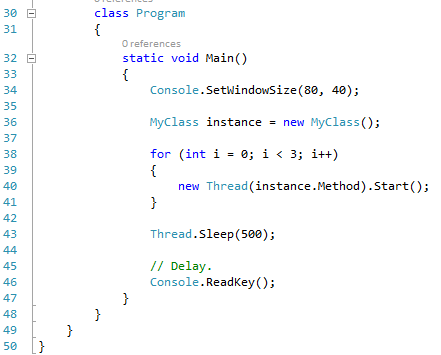 30 class Program
31 {
0 references
32 static void Main()
33 {
34 Console.SetWindowSize(80, 40);
35
36 MyClass instance = new MyClass();
37
38 for (int i = 0; i < 3; i++)
39 {
40 new Thread(instance.Method).Start();
41 }
42
43 Thread.Sleep(500);
44
45 // Delay.
46 Console.ReadKey();
47 }
48 }
49 }
50 }